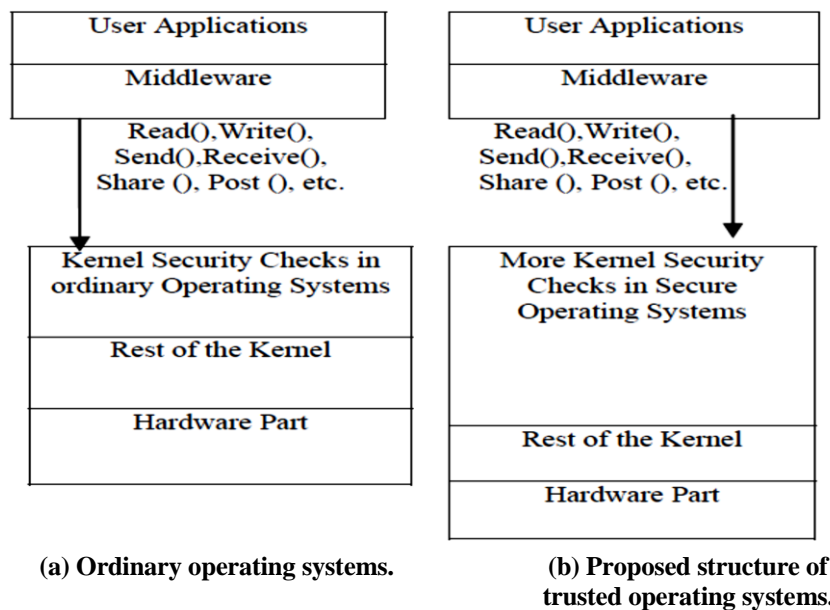 User Applications
Middleware
Read(),Write(),
Send(),Receive(),
Share (), Post (), etc.
Kernel Security Checks in
ordinary Operating Systems
Rest of the Kernel
Hardware Part
(a) Ordinary operating systems.
User Applications
Middleware
Read(),Write(),
Send(),Receive(),
Share (), Post (), etc.
More Kernel Security
Checks in Secure
Operating Systems
Rest of the Kernel
Hardware Part
(b) Proposed structure of
trusted operating systems.